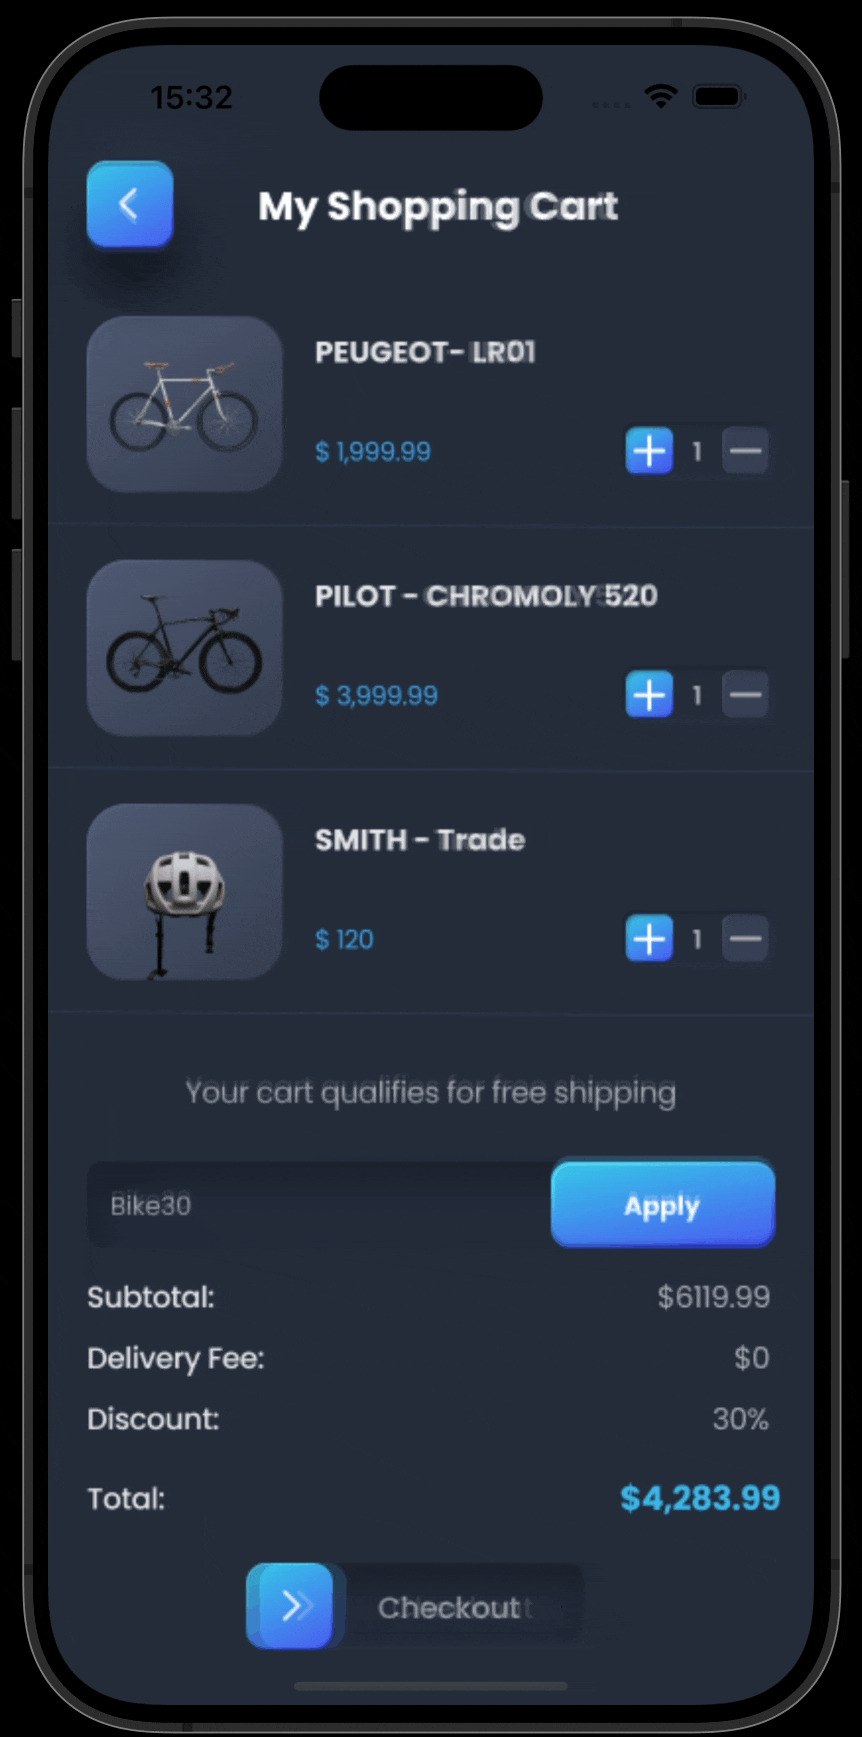 15:32
My Shopping Cart
PEUGEOT- LR01
$ 1,999.99
1
PILOT - CHROMOLY 520
$ 3,999.99
1
SMITH - Trade
$ 120
1
Your cart qualifies for free shipping
Bike30 Apply
Subtotal: $6119.99
Delivery Fee: $0
Discount: 30%
Total: $4,283.99
Checkout